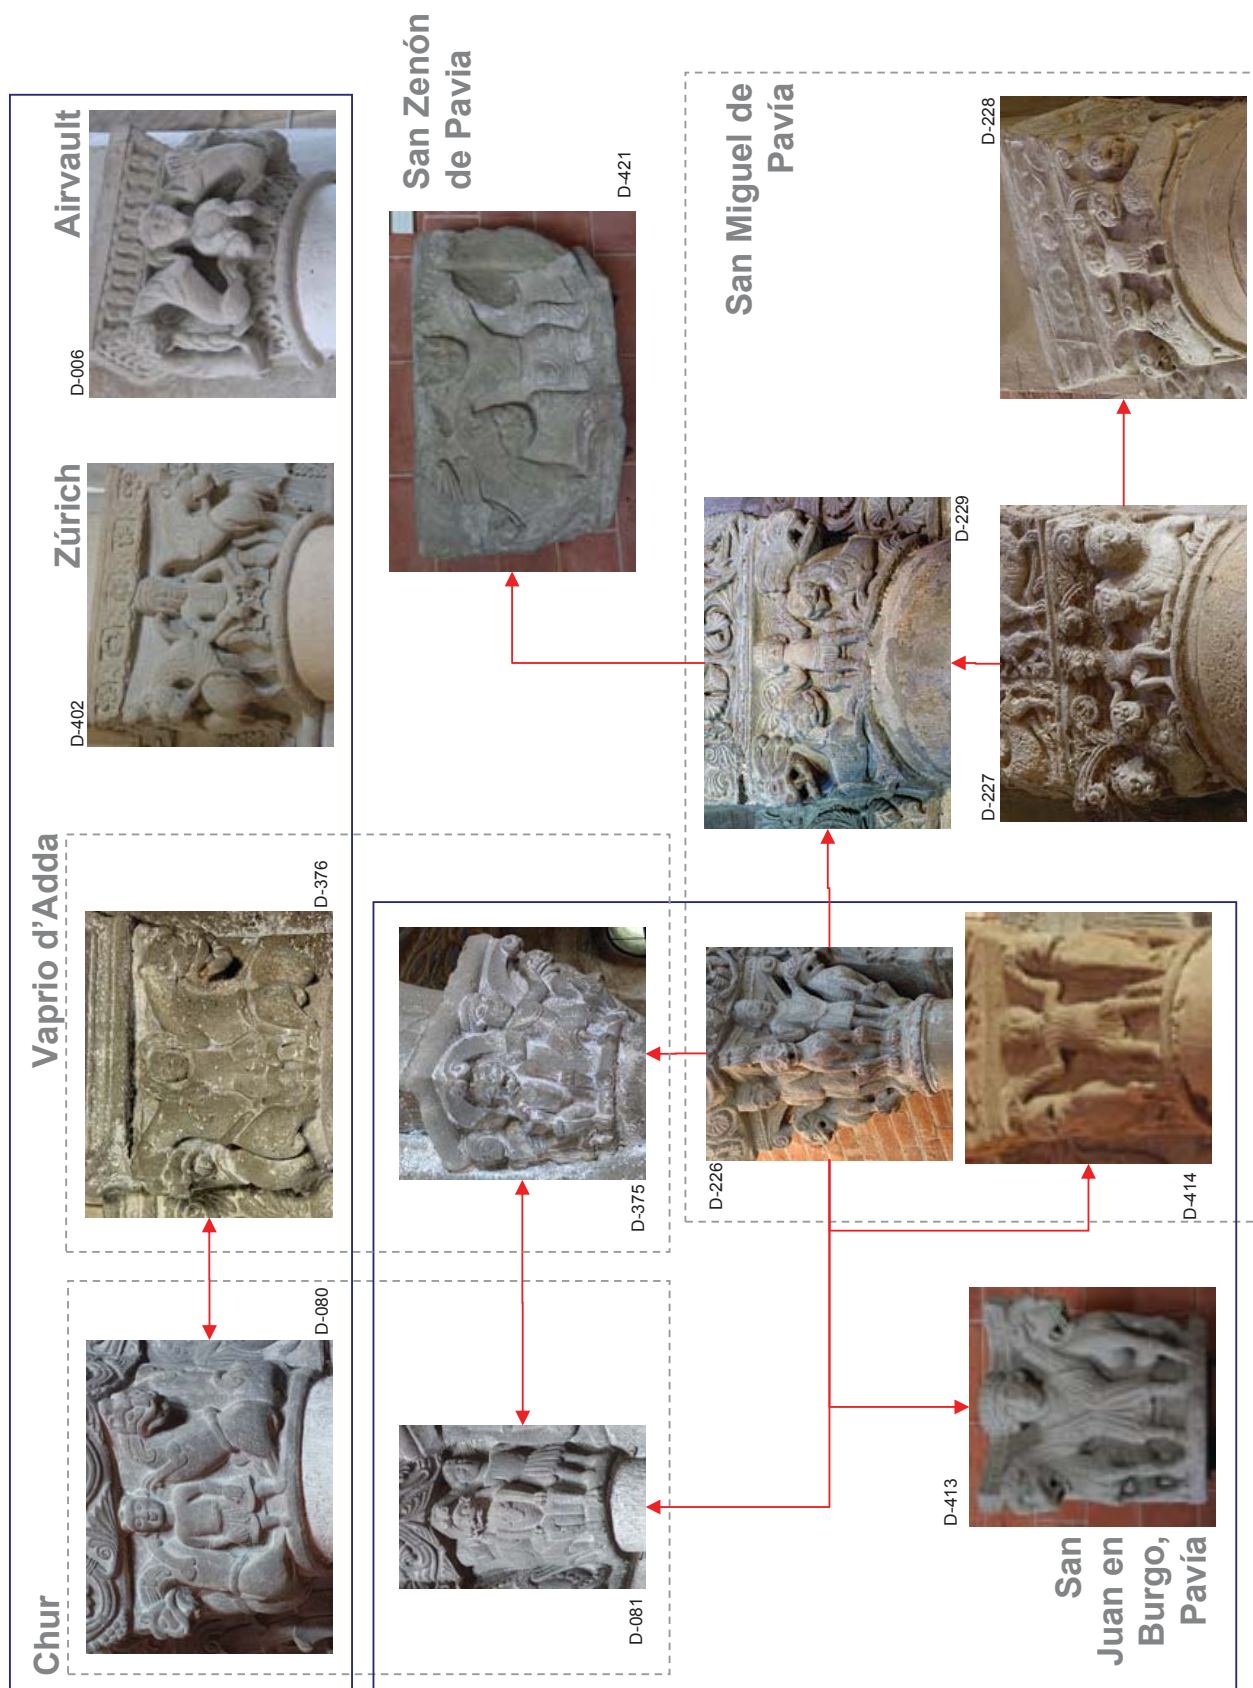 Chur
D-080
D-081
Vaprio d'Adda
D-376
D-375
Zúrich
D-402
Airvault
D-006
San Zenón
de Pavia
D-421
San Miguel de
Pavía
D-226
D-414
D-229
D-227
D-228
San
Juan en
Burgo,
Pavía
D-413